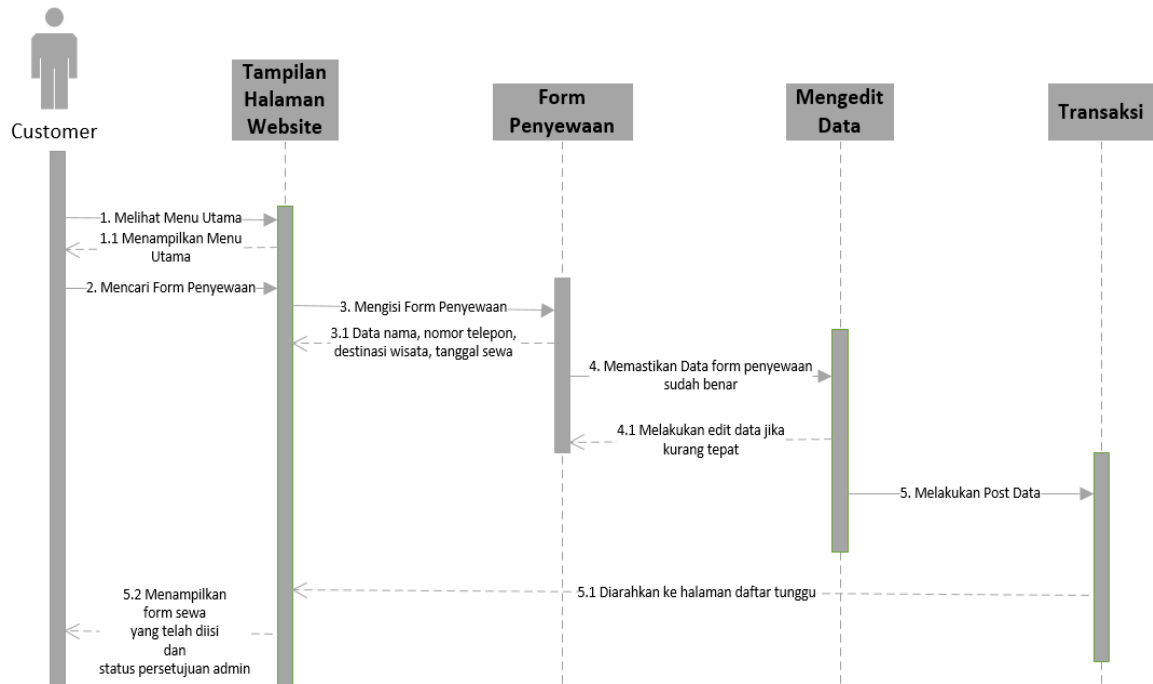 Customer
Tampilan
Halaman
Website
Form
Penyewaan
Mengedit
Data
Transaksi
1. Melihat Menu Utama
1.1 Menampilkan Menu
Utama
2. Mencari Form Penyewaan
3. Mengisi Form Penyewaan
3.1 Data nama, nomor telepon,
destinasi wisata, tanggal sewa
4. Memastikan Data form penyewaan
sudah benar
4.1 Melakukan edit data jika
kurang tepat
5. Melakukan Post Data
5.1 Diarahkan ke halaman daftar tunggu
5.2 Menampilkan
form sewa
yang telah diisi
dan
status persetujuan admin